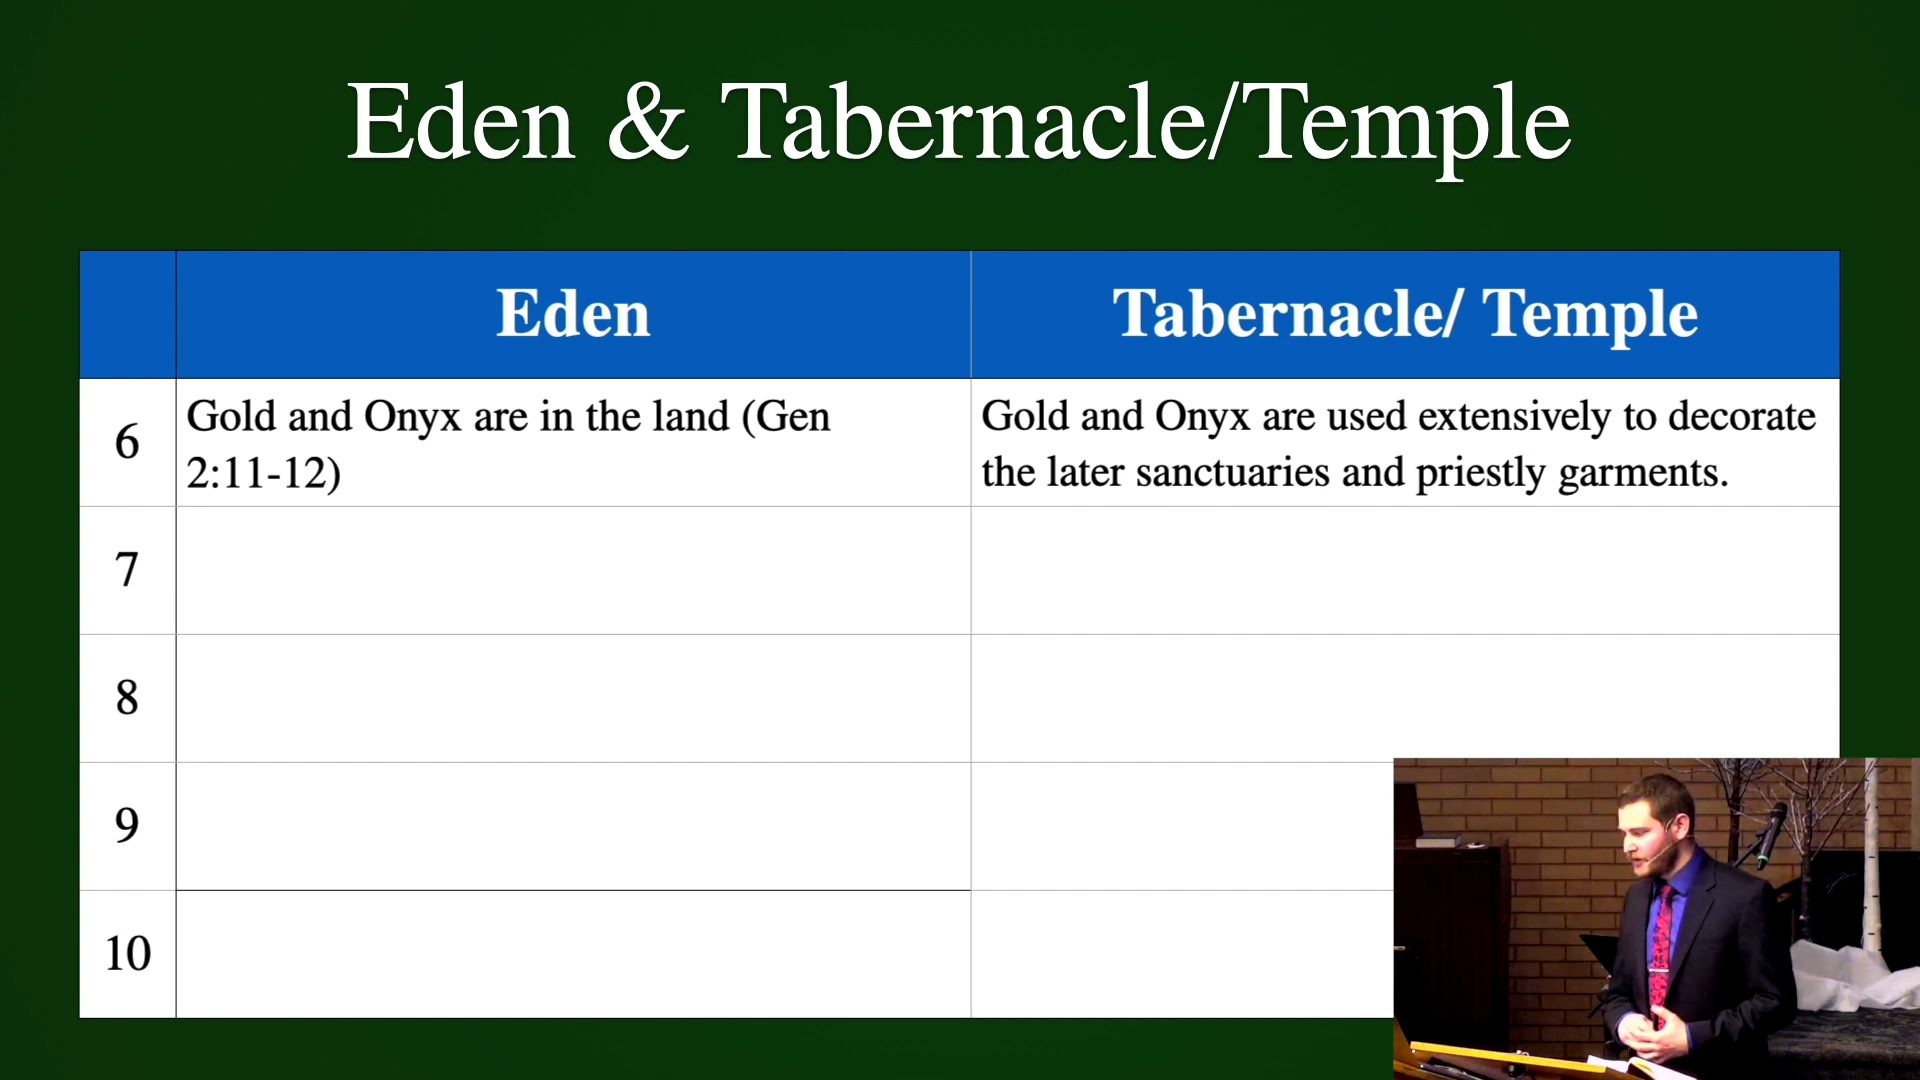 Eden & Tabernacle/Temple
Eden
Tabernacle/ Temple
6
Gold and Onyx are in the land (Gen
2:11-12)
Gold and Onyx are used extensively to decorate
the later sanctuaries and priestly garments.
7
8
9
10